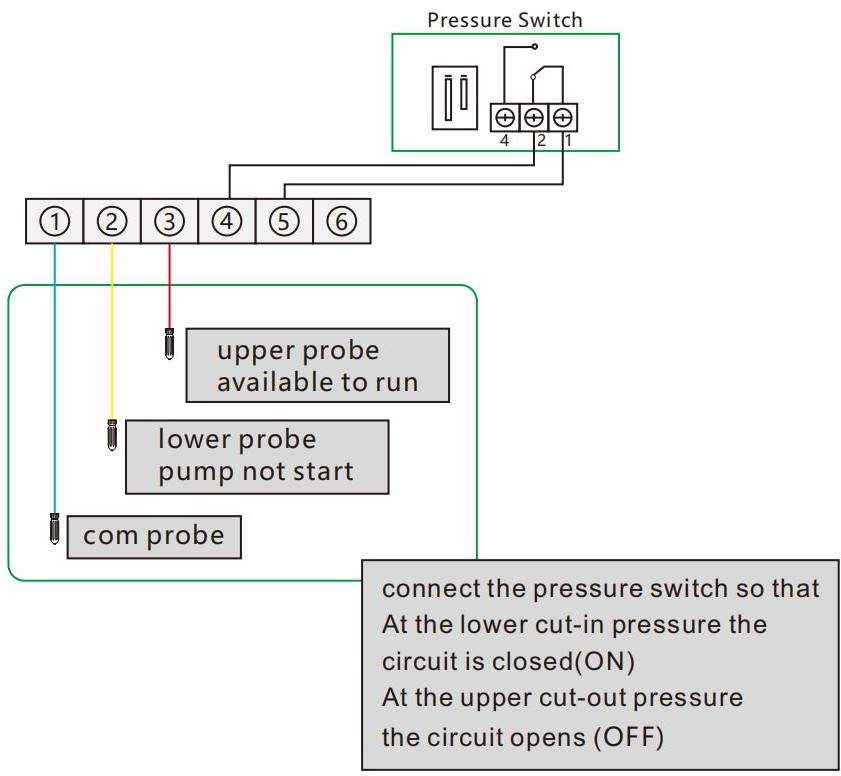 Pressure Switch
4 2 1
① ② ③ ④ ⑤ ⑥
upper probe
available to run
lower probe
pump not start
com probe
connect the pressure switch so that
At the lower cut-in pressure the
circuit is closed(ON)
At the upper cut-out pressure
the circuit opens (OFF)